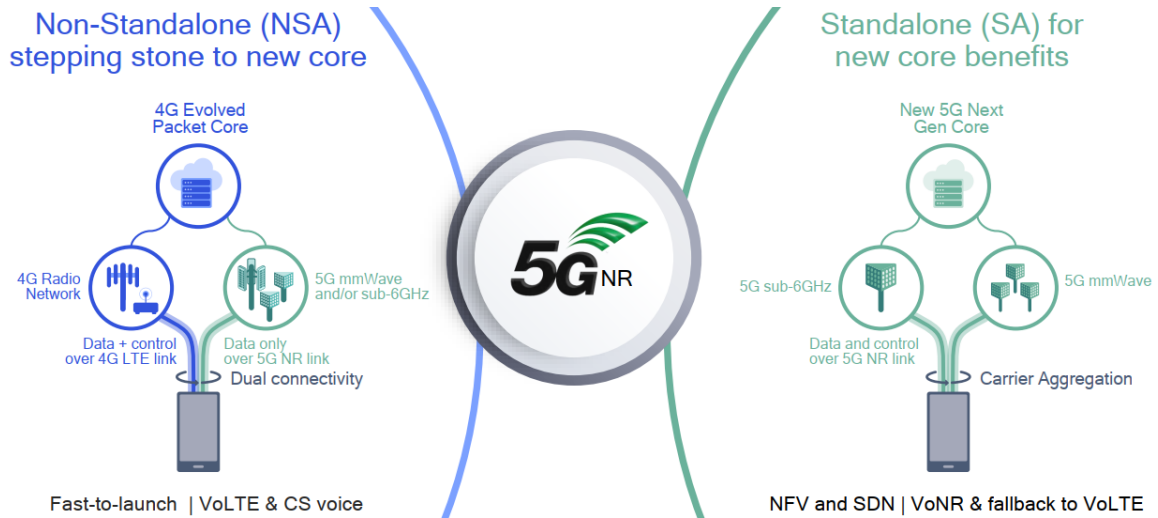 Non-Standalone (NSA)
stepping stone to new core
4G Evolved
Packet Core
4G Radio
Network
5G mmWave
and/or sub-6GHz
Data + control
over 4G LTE link
Data only
over 5G NR link
Dual connectivity
Fast-to-launch | VoLTE & CS voice
5G NR
Standalone (SA) for
new core benefits
New 5G Next
Gen Core
5G sub-6GHz
5G mmWave
Data and control
over 5G NR link
Carrier Aggregation
NFV and SDN | VoNR & fallback to VoLTE